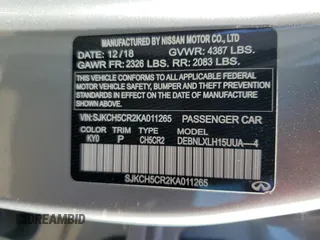 MANUFACTURED BY NISSAN MOTOR CO., LTD.
DATE: 12/18 GVWR: 4387 LBS.
GAWR FR: 2326 LBS. RR: 2083 LBS.
THIS VEHICLE CONFORMS TO ALL APPLICABLE FEDERAL MOTOR VEHICLE SAFETY, BUMPER, AND THEFT PREVENTION STANDARDS IN EFFECT ON THE DATE OF MANUFACTURE SHOWN ABOVE.
VIN:SJKCH5CR2KA011265 PASSENGER CAR
COLOR TRIM MODEL
KY0 P CH5CR2 DEBNLXLH15UUA---4
SJKCH5CR2KA011265
INFINITI
DREAMBID